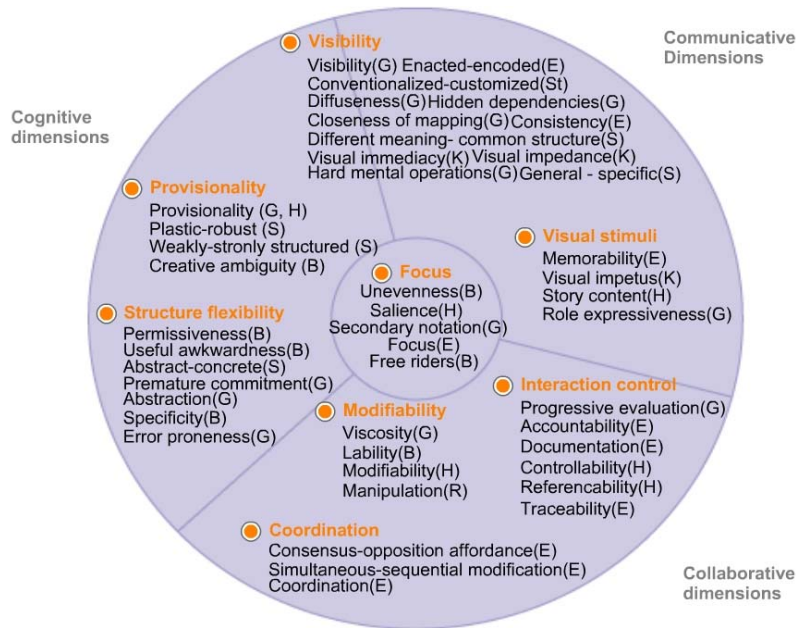 Visibility
Communicative
Dimensions
Visibility(G) Enacted-encoded(E)
Conventionalized-customized(St)
Diffuseness(G) Hidden dependencies(G)
Closeness of mapping(G) Consistency(E)
Different meaning- common structure(S)
Visual immediacy(K) Visual impedance(K)
Hard mental operations(G) General - specific(S)
Cognitive
dimensions
Provisionality
Provisionality (G, H)
Plastic-robust (S)
Weakly-stronly structured (S)
Creative ambiguity (B)
Visual stimuli
Memorability(E)
Visual impetus(K)
Story content(H)
Role expressiveness(G)
Focus
Unevenness(B)
Salience(H)
Secondary notation(G)
Focus(E)
Free riders(B)
Structure flexibility
Permissiveness(B)
Useful awkwardness(B)
Abstract-concrete(S)
Premature commitment(G)
Abstraction(G)
Specificity(B)
Error proneness(G)
Interaction control
Progressive evaluation(G)
Accountability(E)
Documentation(E)
Controllability(H)
Referencability(H)
Traceability(E)
Modifiability
Viscosity(G)
Lability(B)
Modifiability(H)
Manipulation(R)
Coordination
Consensus-opposition affordance(E)
Simultaneous-sequential modification(E)
Coordination(E)
Collaborative
dimensions